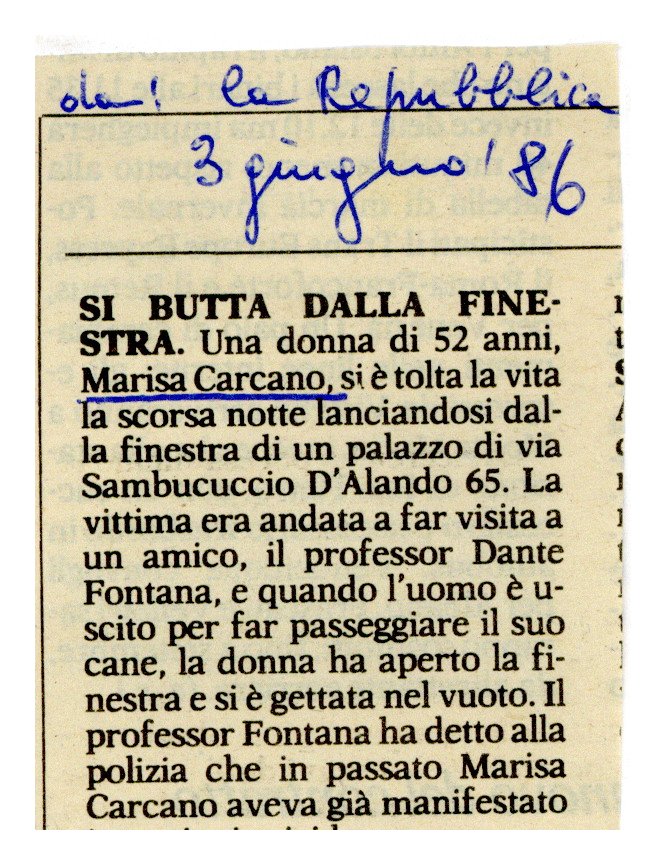 da: la Repubblica
3 giugno '86
SI BUTTA DALLA FINE-
STRA. Una donna di 52 anni,
Marisa Carcano, si è tolta la vita
la scorsa notte lanciandosi dal-
la finestra di un palazzo di via
Sambucuccio D'Alando 65. La
vittima era andata a far visita a
un amico, il professor Dante
Fontana, e quando l'uomo è u-
scito per far passeggiare il suo
cane, la donna ha aperto la fi-
nestra e si è gettata nel vuoto. Il
professor Fontana ha detto alla
polizia che in passato Marisa
Carcano aveva già manifestato